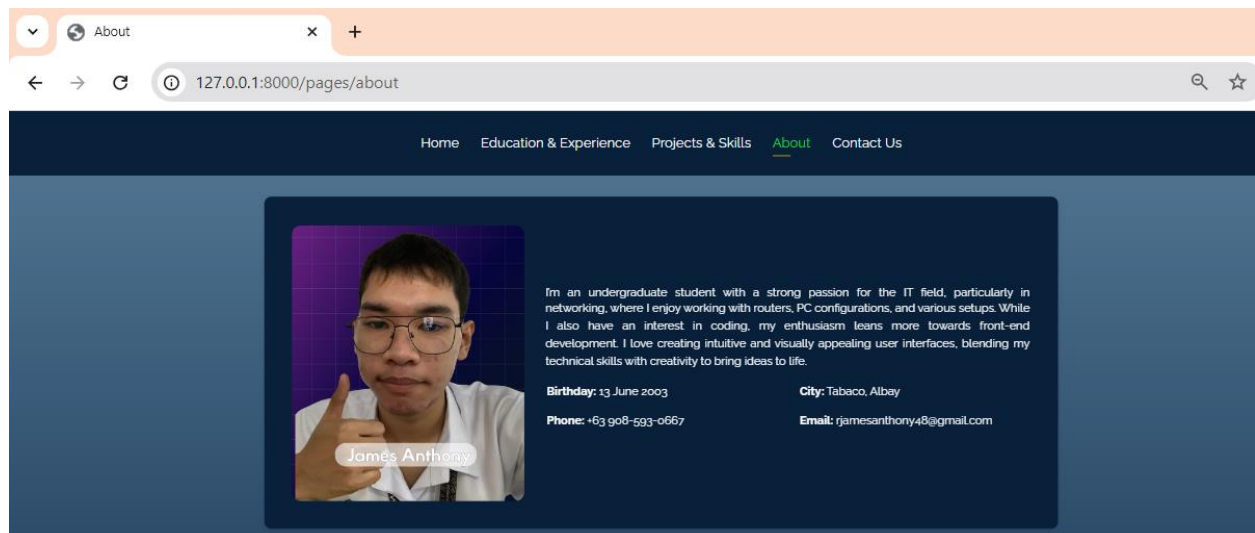 About
127.0.0.1:8000/pages/about
Home Education & Experience Projects & Skills About Contact Us
I'm an undergraduate student with a strong passion for the IT field, particularly in
networking, where I enjoy working with routers, PC configurations, and various setups. While
I also have an interest in coding, my enthusiasm leans more towards front-end
development. I love creating intuitive and visually appealing user interfaces, blending my
technical skills with creativity to bring ideas to life.
Birthday: 13 June 2003 City: Tabaco, Albay
Phone: +63 908-593-0667 Email: rjamesanthony48@gmail.com
James Anthony